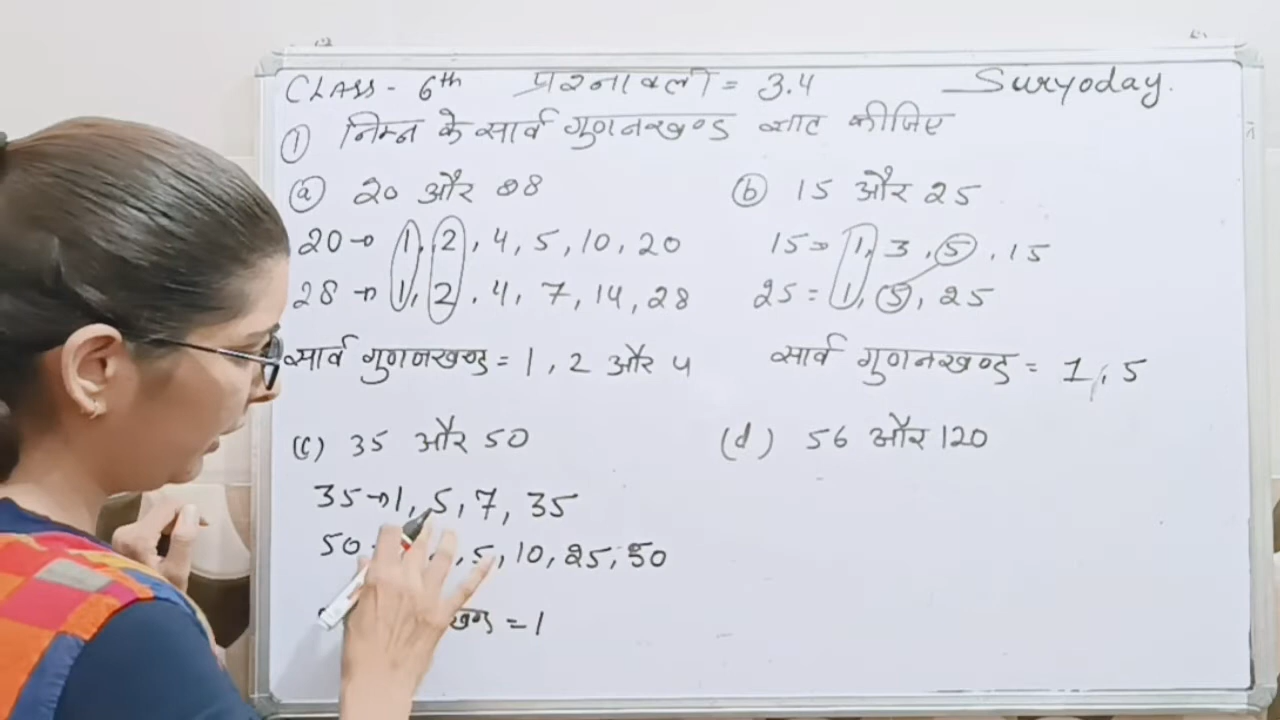 CLASS - 6th प्रश्नावली = 3.4 Suryoday.
① निम्न के सार्व गुणनखण्ड ज्ञात कीजिए
ⓐ 20 और 28
20→ 1, 2, 4, 5, 10, 20
28→ 1, 2, 4, 7, 14, 28
सार्व गुणनखण्ड = 1, 2 और 4
ⓑ 15 और 25
15= 1, 3, 5, 15
25= 1, 5, 25
सार्व गुणनखण्ड = 1, 5
(c) 35 और 50
35→1, 5, 7, 35
50 5, 10, 25, 50
= 1
(d) 56 और 120